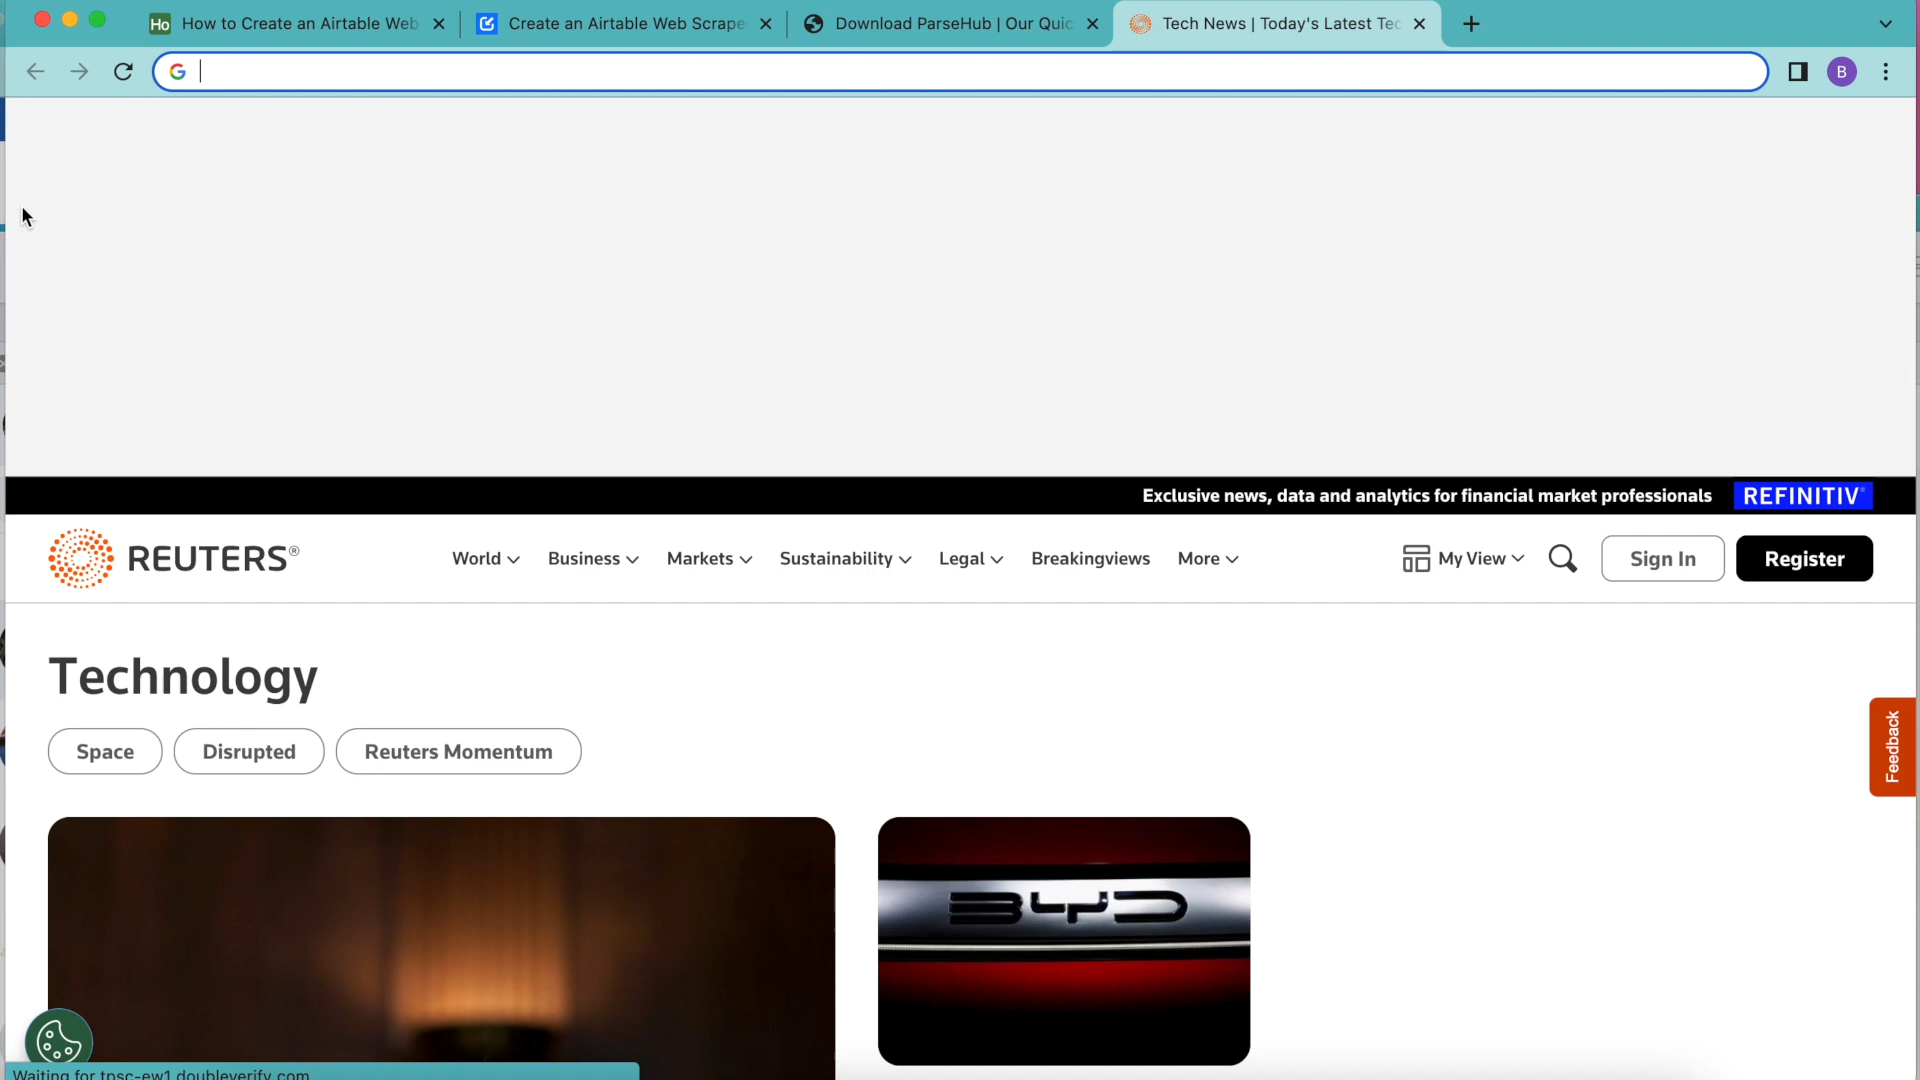 Ho How to Create an Airtable Web
Create an Airtable Web Scrape
Download ParseHub | Our Quic
Tech News | Today's Latest Tec
B
Exclusive news, data and analytics for financial market professionals REFINITIV
REUTERS®
World Business Markets Sustainability Legal Breakingviews More
My View Sign In Register
Technology
Space Disrupted Reuters Momentum
Feedback
BYD
Waiting for tpsc-ew1.doubleverify.com